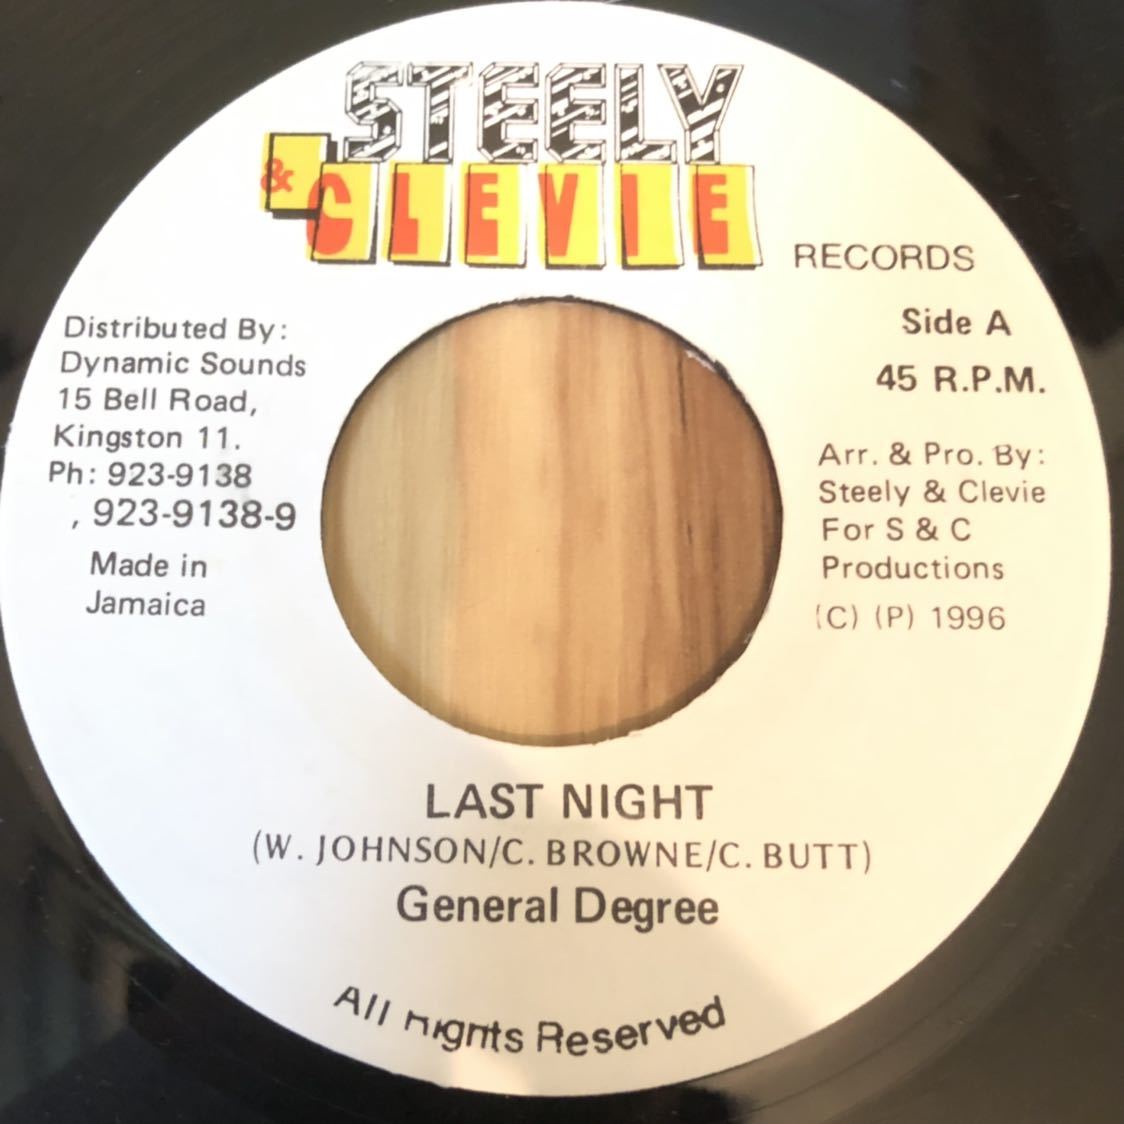 STEELY
& CLEVIE
RECORDS
Side A
45 R.P.M.
Distributed By:
Dynamic Sounds
15 Bell Road,
Kingston 11.
Ph: 923-9138
, 923-9138-9
Made in
Jamaica
Arr. & Pro. By:
Steely & Clevie
For S & C
Productions
(C) (P) 1996
LAST NIGHT
(W. JOHNSON/C. BROWNE/C. BUTT)
General Degree
All Rights Reserved